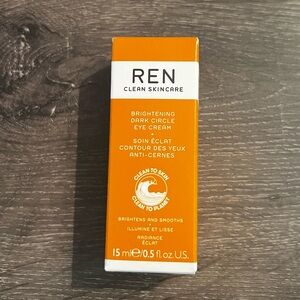 REN
CLEAN SKINCARE
BRIGHTENING
DARK CIRCLE
EYE CREAM
+
SOIN ÉCLAT
CONTOUR DES YEUX
ANTI-CERNES
CLEAN TO SKIN
CLEAN TO PLANET
BRIGHTENS AND SMOOTHS
+
ILLUMINE ET LISSE
RADIANCE
ÉCLAT
15 ml e/0.5 fl.oz.US.